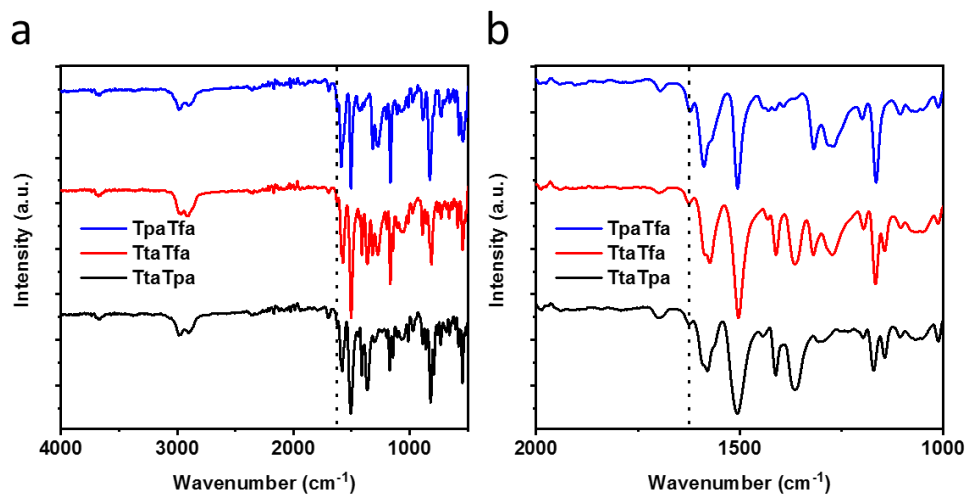 a
Intensity (a.u.)
TpaTfa
TtaTfa
TtaTpa
4000
3000
2000
1000
Wavenumber (cm⁻¹)
b
Intensity (a.u.)
TpaTfa
TtaTfa
TtaTpa
2000
1500
1000
Wavenumber (cm⁻¹)